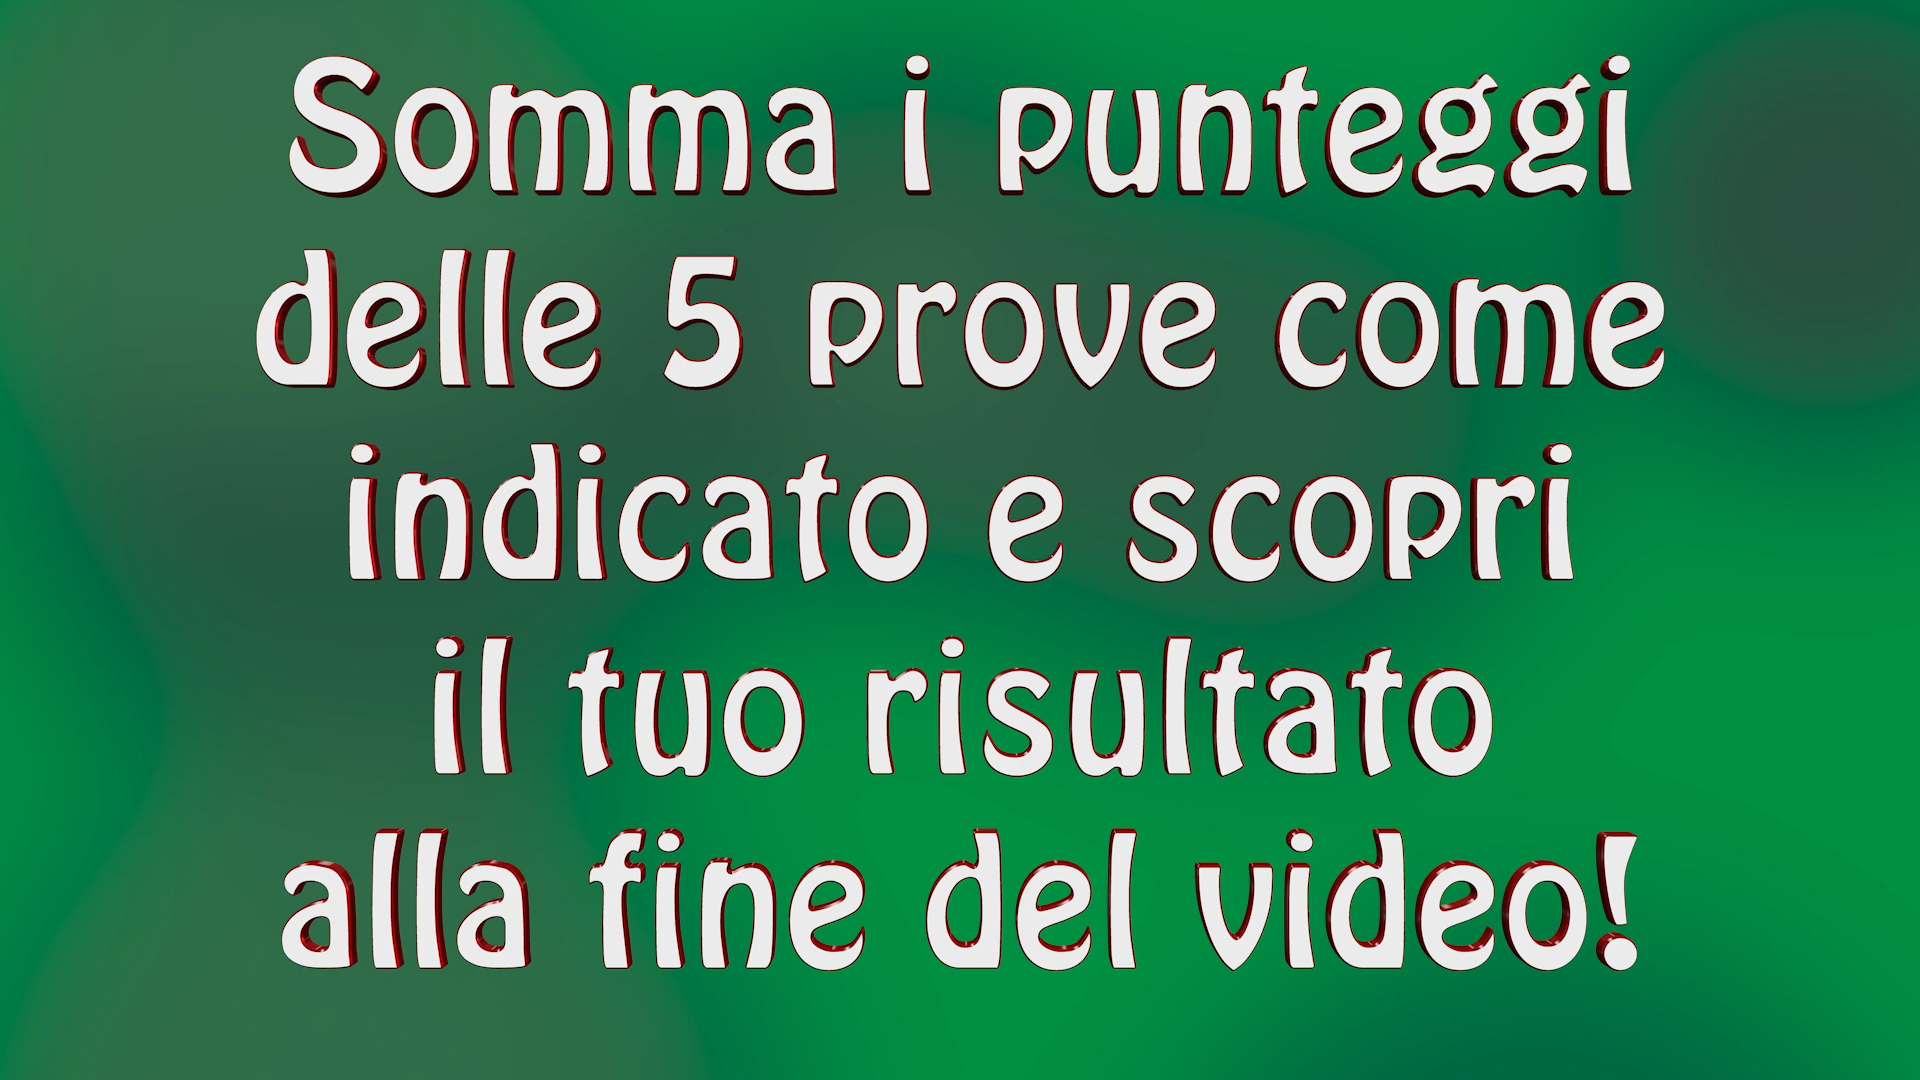 Somma i punteggi
delle 5 prove come
indicato e scopri
il tuo risultato
alla fine del video!